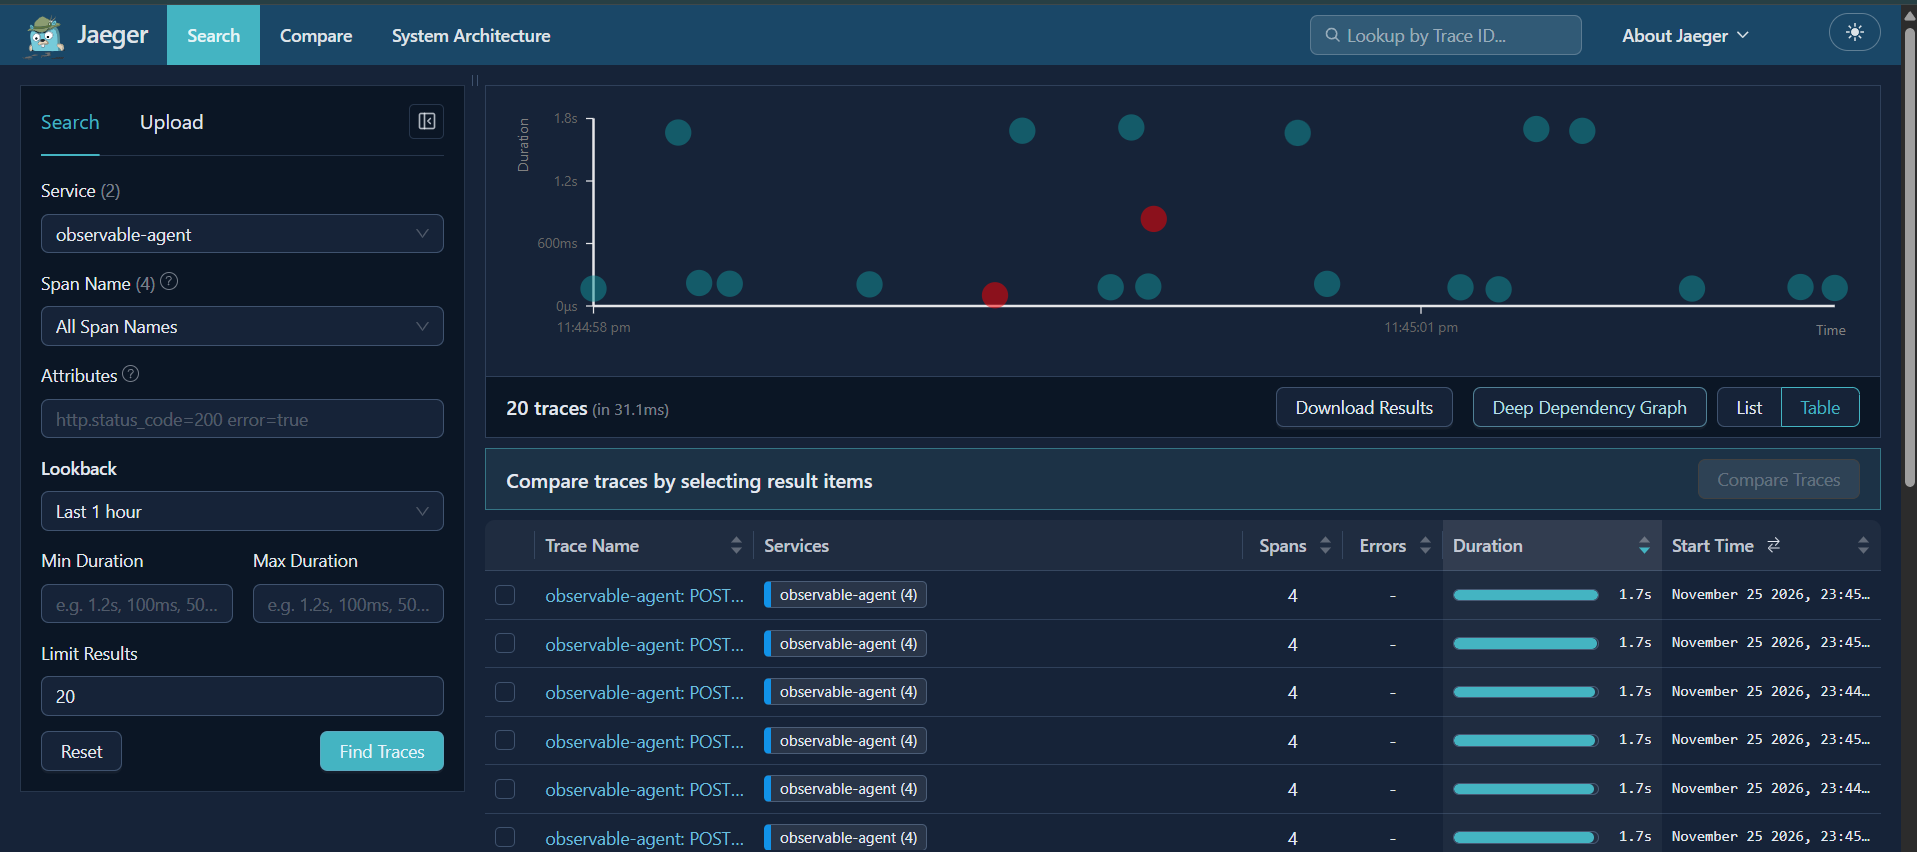 Jaeger
Search
Compare
System Architecture
Lookup by Trace ID...
About Jaeger
Search
Upload
Service (2)
observable-agent
Span Name (4)
All Span Names
Attributes
http.status_code=200 error=true
Lookback
Last 1 hour
Min Duration
Max Duration
e.g. 1.2s, 100ms, 50...
e.g. 1.2s, 100ms, 50...
Limit Results
20
Reset
Find Traces
Duration
1.8s
1.2s
600ms
0µs
11:44:58 pm
11:45:01 pm
Time
20 traces (in 31.1ms)
Download Results
Deep Dependency Graph
List
Table
Compare traces by selecting result items
Compare Traces
Trace Name Services Spans Errors Duration Start Time
observable-agent: POST... observable-agent (4) 4 - 1.7s November 25 2026, 23:45...
observable-agent: POST... observable-agent (4) 4 - 1.7s November 25 2026, 23:45...
observable-agent: POST... observable-agent (4) 4 - 1.7s November 25 2026, 23:44...
observable-agent: POST... observable-agent (4) 4 - 1.7s November 25 2026, 23:45...
observable-agent: POST... observable-agent (4) 4 - 1.7s November 25 2026, 23:44...
observable-agent: POST... observable-agent (4) 4 - 1.7s November 25 2026, 23:45...